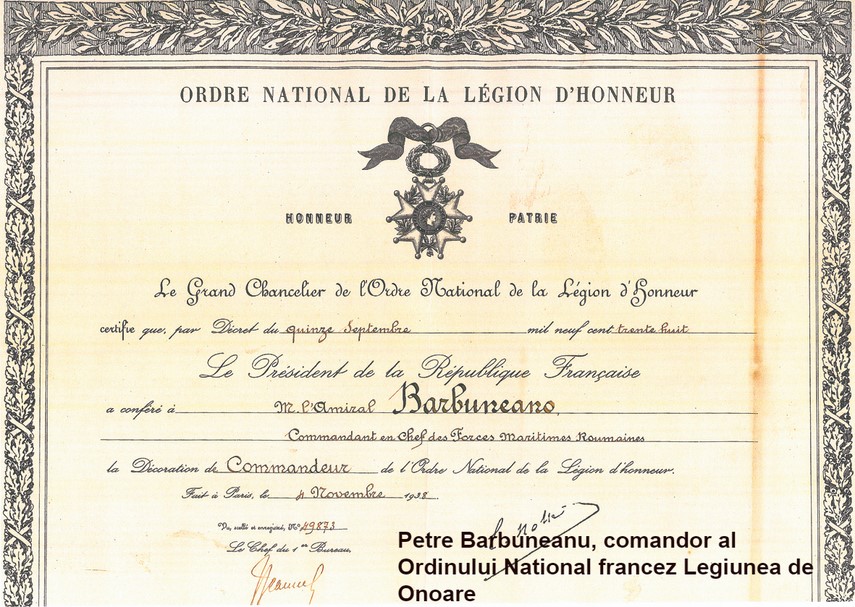 ORDRE NATIONAL DE LA LÉGION D'HONNEUR
HONNEUR PATRIE
Le Grand Chancelier de l'Ordre National de la Légion d'Honneur
certifie que, par Décret du quinze Septembre mil neuf cent trente huit
Le Président de la République Française
a conféré à M. l'Amiral Barbuneano,
Commandant en Chef des Forces Maritimes Roumaines
la Décoration de Commandeur de l'Ordre National de la Légion d'honneur.
Fait à Paris, le 4 Novembre 1938
Vu, scellé et enregistré, No 49873
Le Chef du 1er Bureau,
Petre Barbuneanu, comandor al
Ordinului National francez Legiunea de
Onoare